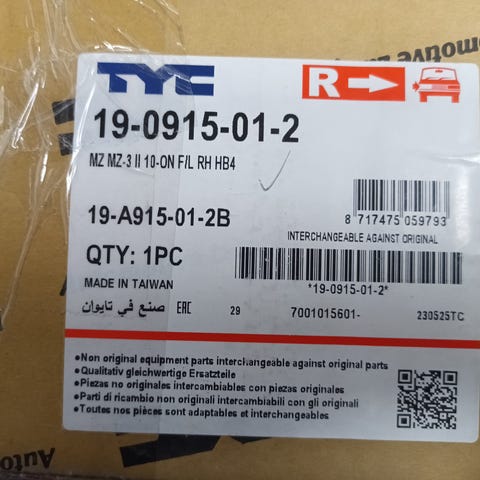 TYC
R
19-0915-01-2
MZ MZ-3 II 10-ON F/L RH HB4
19-A915-01-2B
8 717475 059793
INTERCHANGEABLE AGAINST ORIGINAL
QTY: 1PC
MADE IN TAIWAN
*19-0915-01-2*
صنع في تايوان EAC 29 7001015601- 230525TC
•Non original equipment parts interchangeable against original parts
•Qualitativ gleichwertige Ersatzteile
•Piezas no originales intercambiables con piezas originales
•Parti di ricambio non originali intercambiabili con gli originali
•Toutes nos pièces sont adaptables et interchangeables